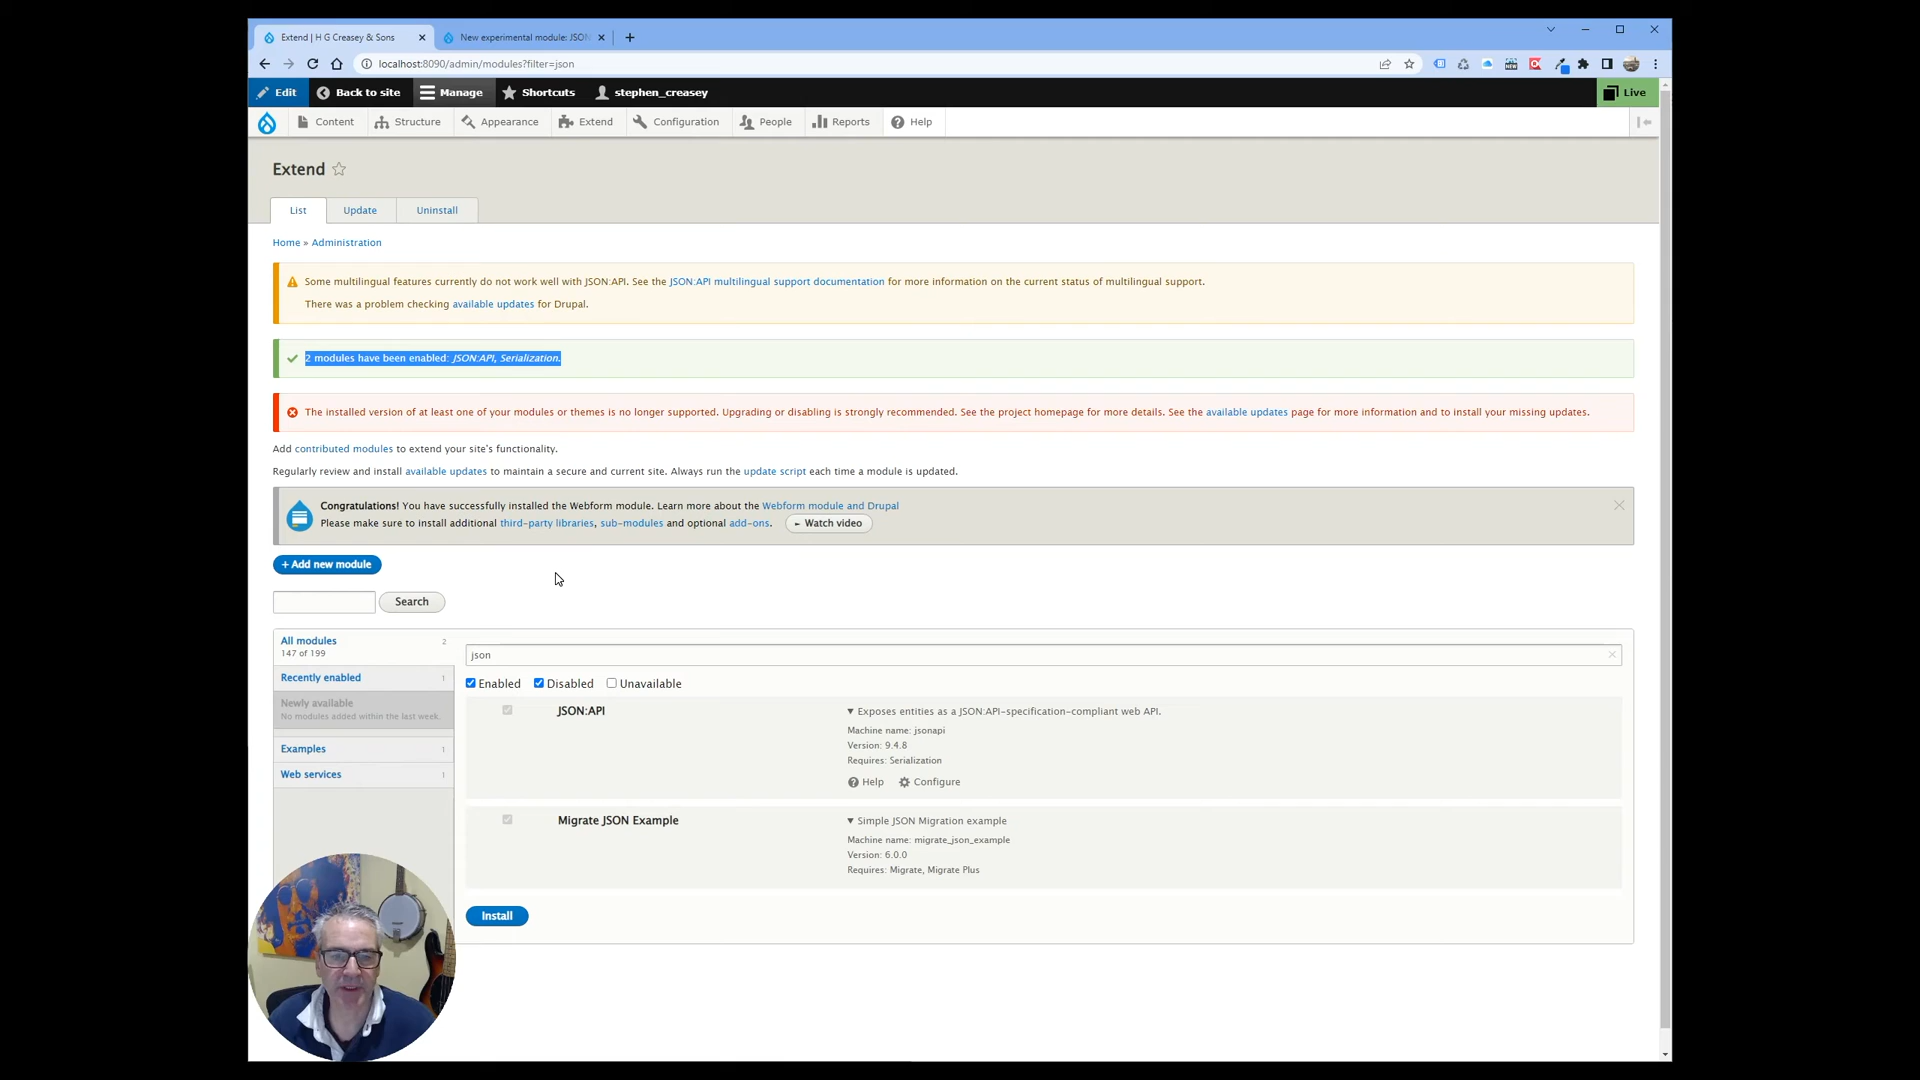 Extend | H G Creasey & Sons
New experimental module: JSON
localhost:8090/admin/modules?filter=json
Edit
Back to site
Manage
Shortcuts
stephen_creasey
Live
Content
Structure
Appearance
Extend
Configuration
People
Reports
Help
Extend
List
Update
Uninstall
Home » Administration
Some multilingual features currently do not work well with JSON:API. See the JSON:API multilingual support documentation for more information on the current status of multilingual support.
There was a problem checking available updates for Drupal.
2 modules have been enabled: JSON:API, Serialization.
The installed version of at least one of your modules or themes is no longer supported. Upgrading or disabling is strongly recommended. See the project homepage for more details. See the available updates page for more information and to install your missing updates.
Add contributed modules to extend your site's functionality.
Regularly review and install available updates to maintain a secure and current site. Always run the update script each time a module is updated.
Congratulations! You have successfully installed the Webform module. Learn more about the Webform module and Drupal
Please make sure to install additional third-party libraries, sub-modules and optional add-ons. ► Watch video
+ Add new module
Search
All modules 2
147 of 199
Recently enabled 1
Newly available
No modules added within the last week.
Examples 1
Web services 1
json
Enabled Disabled Unavailable
JSON:API
▼ Exposes entities as a JSON:API-specification-compliant web API.
Machine name: jsonapi
Version: 9.4.8
Requires: Serialization
Help Configure
Migrate JSON Example
▼ Simple JSON Migration example
Machine name: migrate_json_example
Version: 6.0.0
Requires: Migrate, Migrate Plus
Install